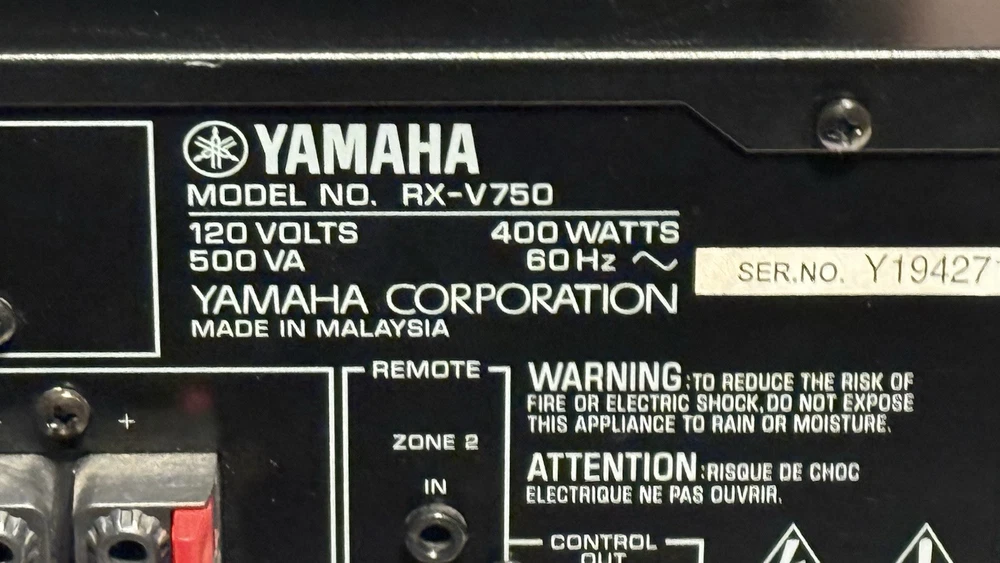 YAMAHA
MODEL NO. RX-V750
120 VOLTS 400 WATTS
500 VA 60 Hz ～
YAMAHA CORPORATION
MADE IN MALAYSIA
SER.NO. Y194271
REMOTE
ZONE 2
IN
+
WARNING:TO REDUCE THE RISK OF
FIRE OR ELECTRIC SHOCK,DO NOT EXPOSE
THIS APPLIANCE TO RAIN OR MOISTURE.
ATTENTION:RISQUE DE CHOC
ELECTRIQUE NE PAS OUVRIR.
CONTROL
OUT